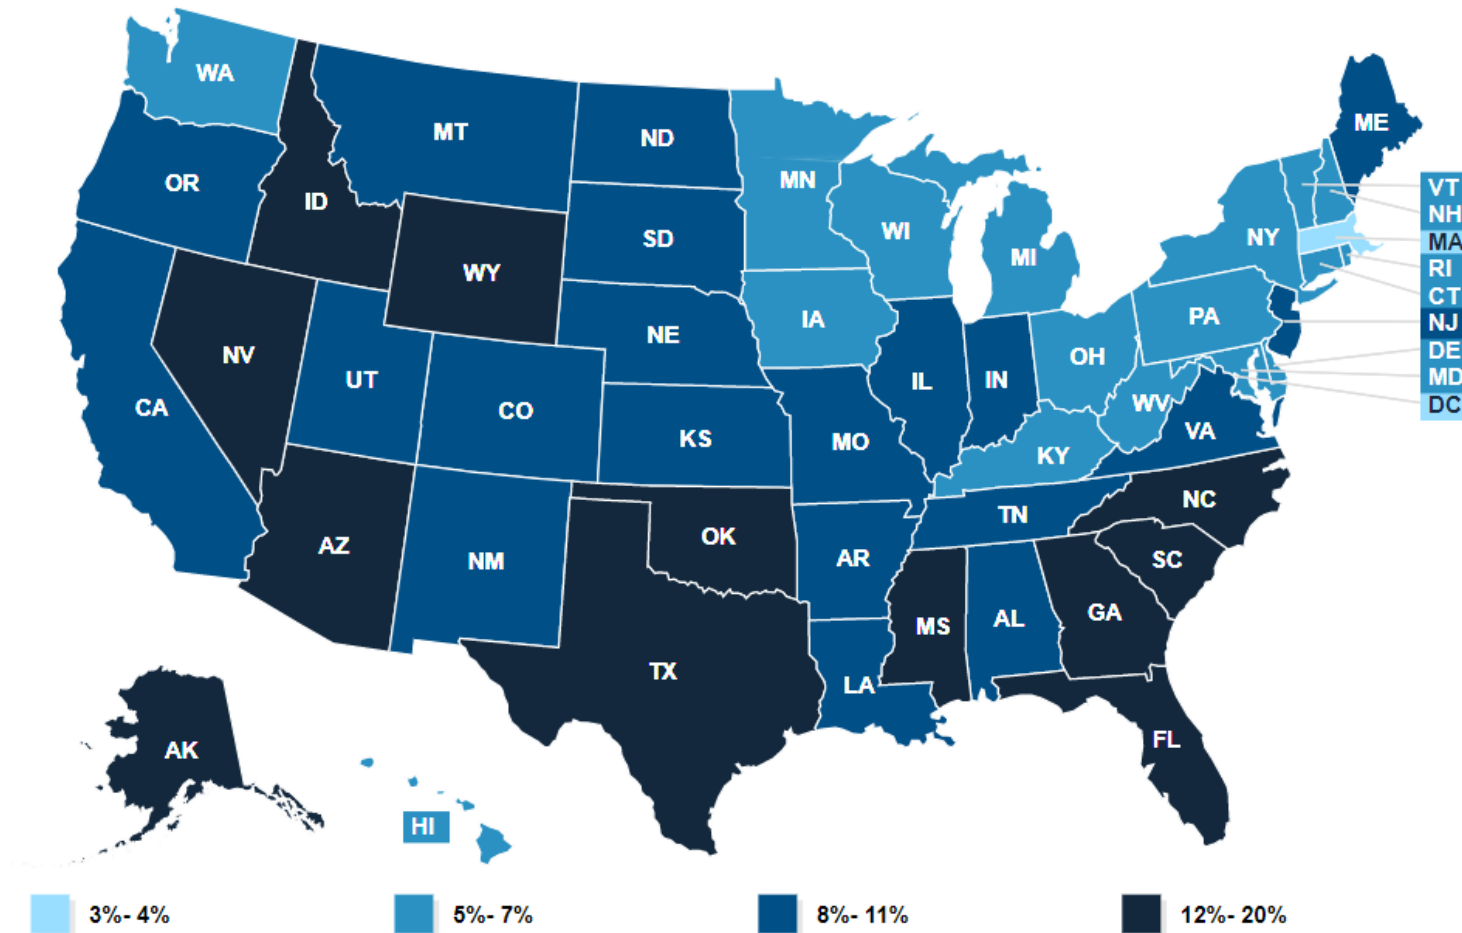 WA
MT
ND
ME
OR
ID
MN
VT
NH
SD
WI
NY
MA
WY
MI
RI
CT
NE
IA
PA
NJ
NV
UT
CO
IL
IN
OH
DE
MD
CA
KS
MO
WV
VA
DC
KY
NC
AZ
NM
OK
AR
TN
SC
MS
AL
GA
TX
LA
FL
AK
HI
3%- 4%
5%- 7%
8%- 11%
12%- 20%